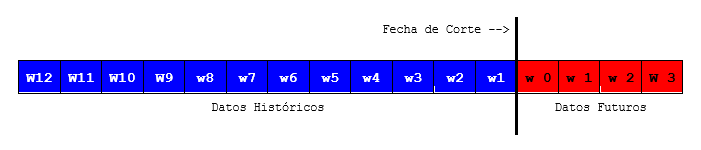 Fecha de Corte -->
W12 W11 W10 W9 w8 w7 w6 w5 w4 w3 w2 w1 w 0 w 1 w 2 W 3
Datos Históricos Datos Futuros